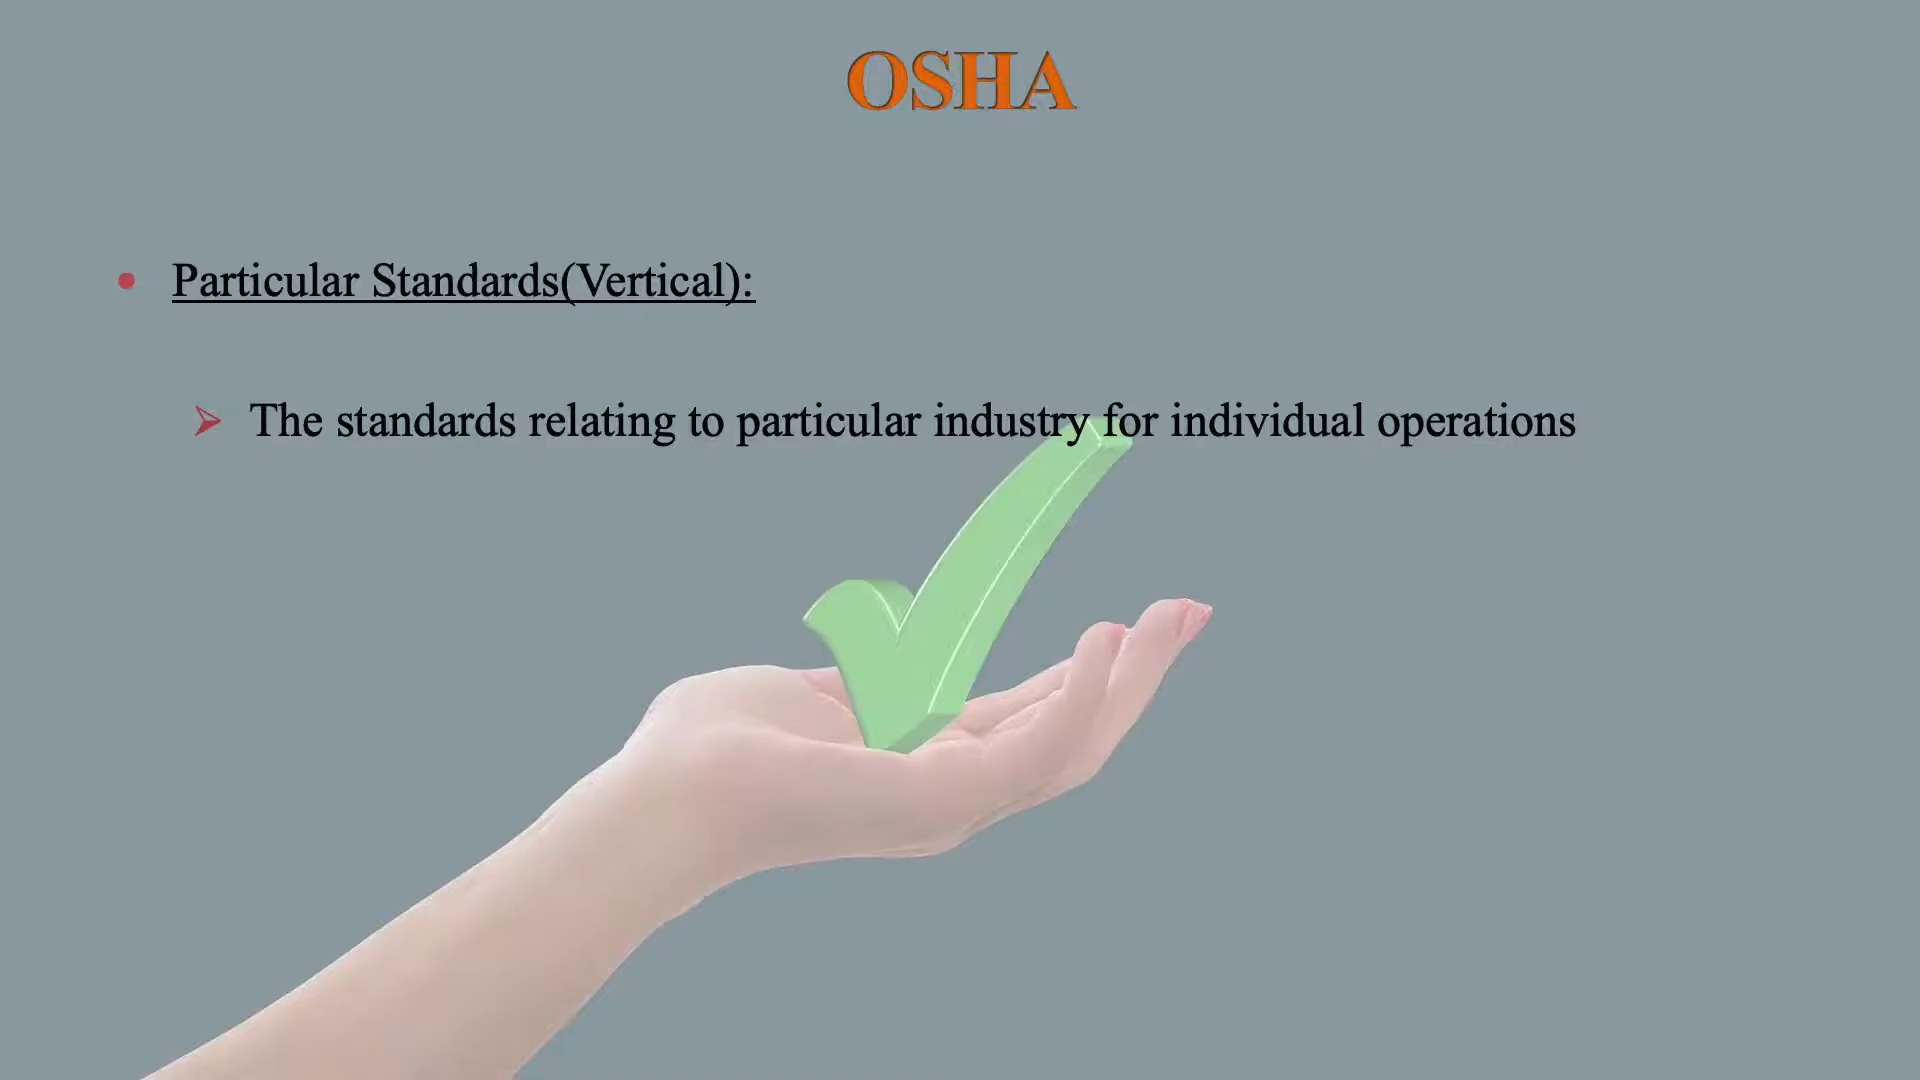 OSHA
Particular Standards(Vertical):
The standards relating to particular industry for individual operations